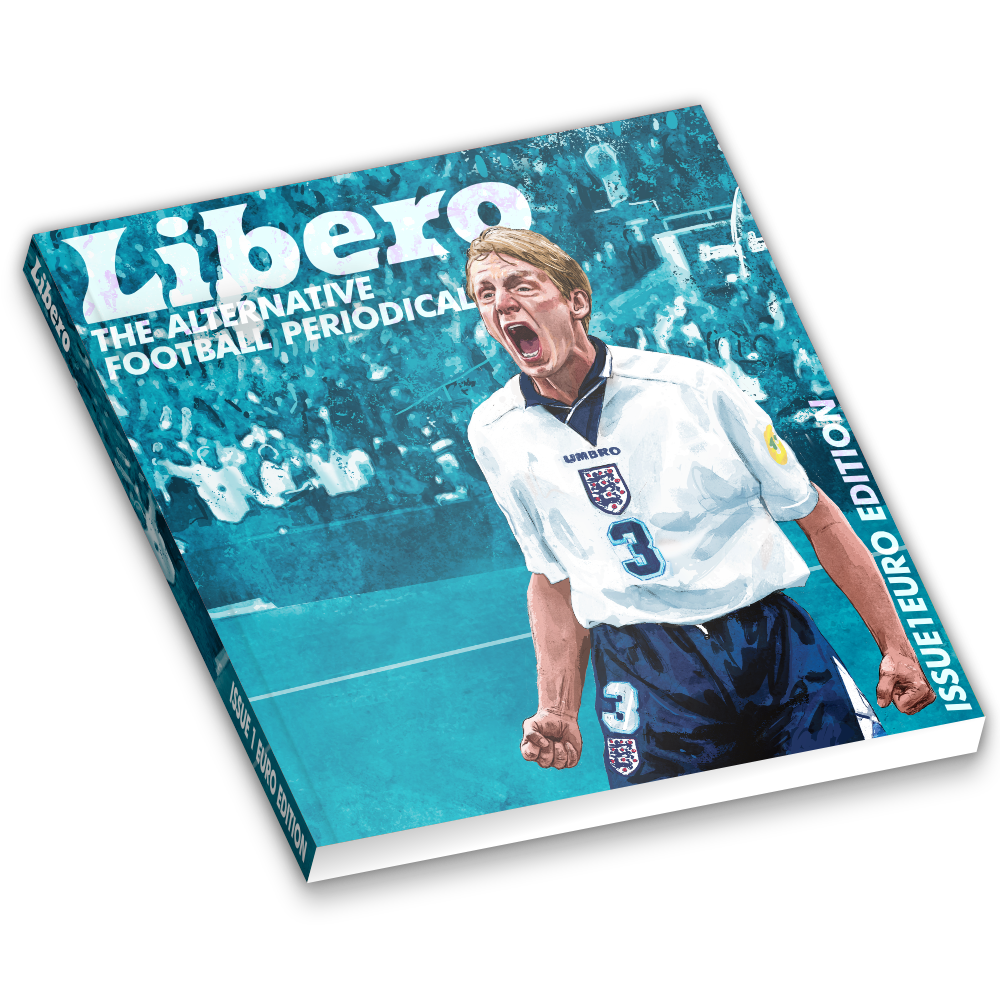 Libero
THE ALTERNATIVE
FOOTBALL PERIODICAL
UMBRO
3
3
ISSUE1EURO EDITION
Libero
ISSUE 1 EURO EDITION